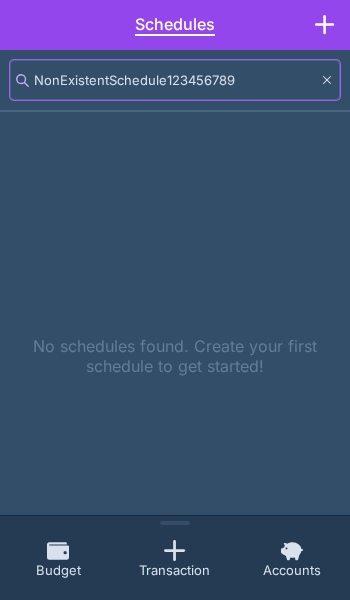 Schedules
NonExistentSchedule123456789
No schedules found. Create your first
schedule to get started!
Budget
Transaction
Accounts